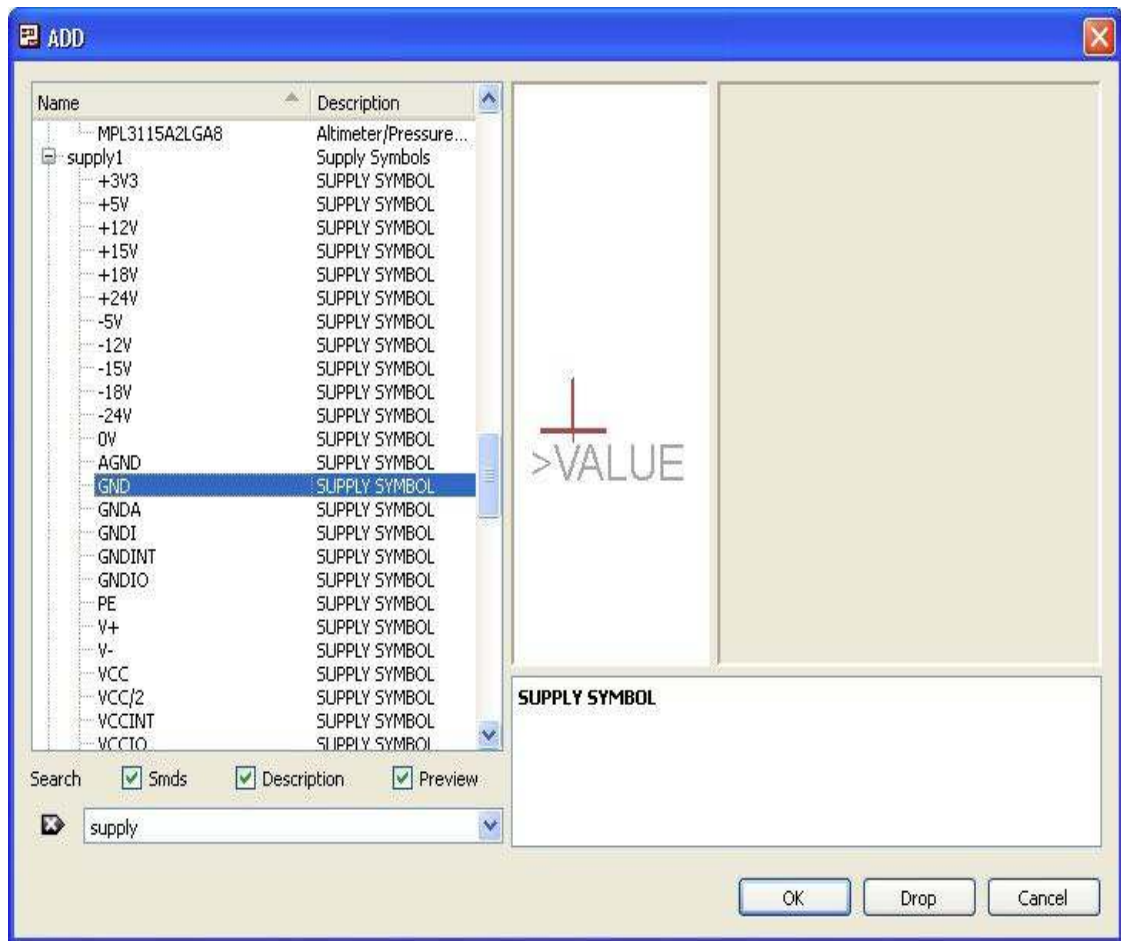 ADD
Name Description
MPL3115A2LGA8 Altimeter/Pressure...
supply1 Supply Symbols
+3V3 SUPPLY SYMBOL
+5V SUPPLY SYMBOL
+12V SUPPLY SYMBOL
+15V SUPPLY SYMBOL
+18V SUPPLY SYMBOL
+24V SUPPLY SYMBOL
-5V SUPPLY SYMBOL
-12V SUPPLY SYMBOL
-15V SUPPLY SYMBOL
-18V SUPPLY SYMBOL
-24V SUPPLY SYMBOL
0V SUPPLY SYMBOL
AGND SUPPLY SYMBOL
GND SUPPLY SYMBOL
GNDA SUPPLY SYMBOL
GNDI SUPPLY SYMBOL
GNDINT SUPPLY SYMBOL
GNDIO SUPPLY SYMBOL
PE SUPPLY SYMBOL
V+ SUPPLY SYMBOL
V- SUPPLY SYMBOL
VCC SUPPLY SYMBOL
VCC/2 SUPPLY SYMBOL
VCCINT SUPPLY SYMBOL
VCCIO SUPPLY SYMBOL
>VALUE
SUPPLY SYMBOL
Search Smds Description Preview
supply
OK Drop Cancel